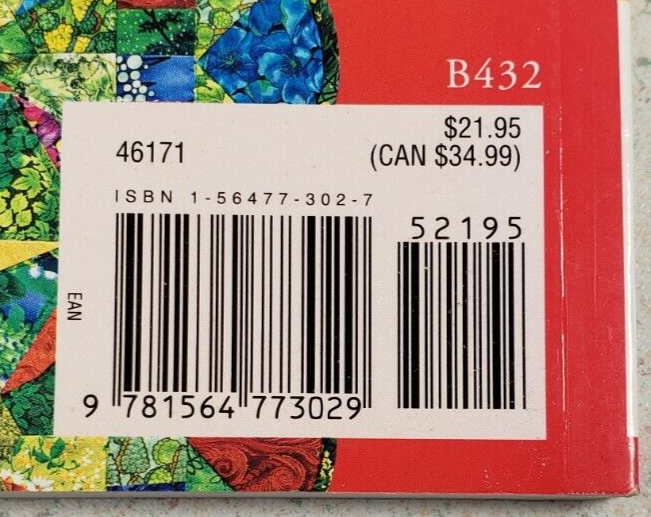 B432
46171
$21.95
(CAN $34.99)
ISBN 1-56477-302-7
52195
EAN
9 781564 773029